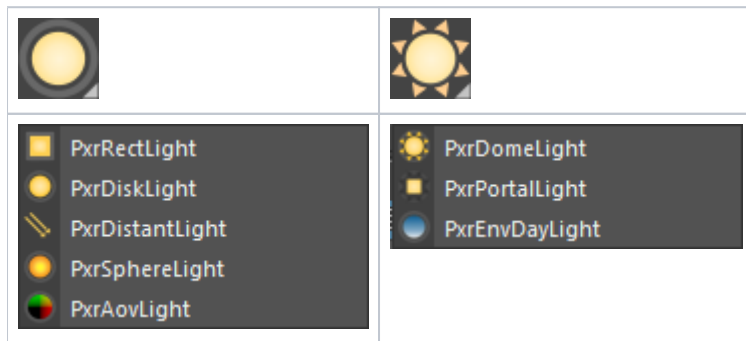 PxrRectLight
PxrDiskLight
PxrDistantLight
PxrSphereLight
PxrAovLight
PxrDomeLight
PxrPortalLight
PxrEnvDayLight